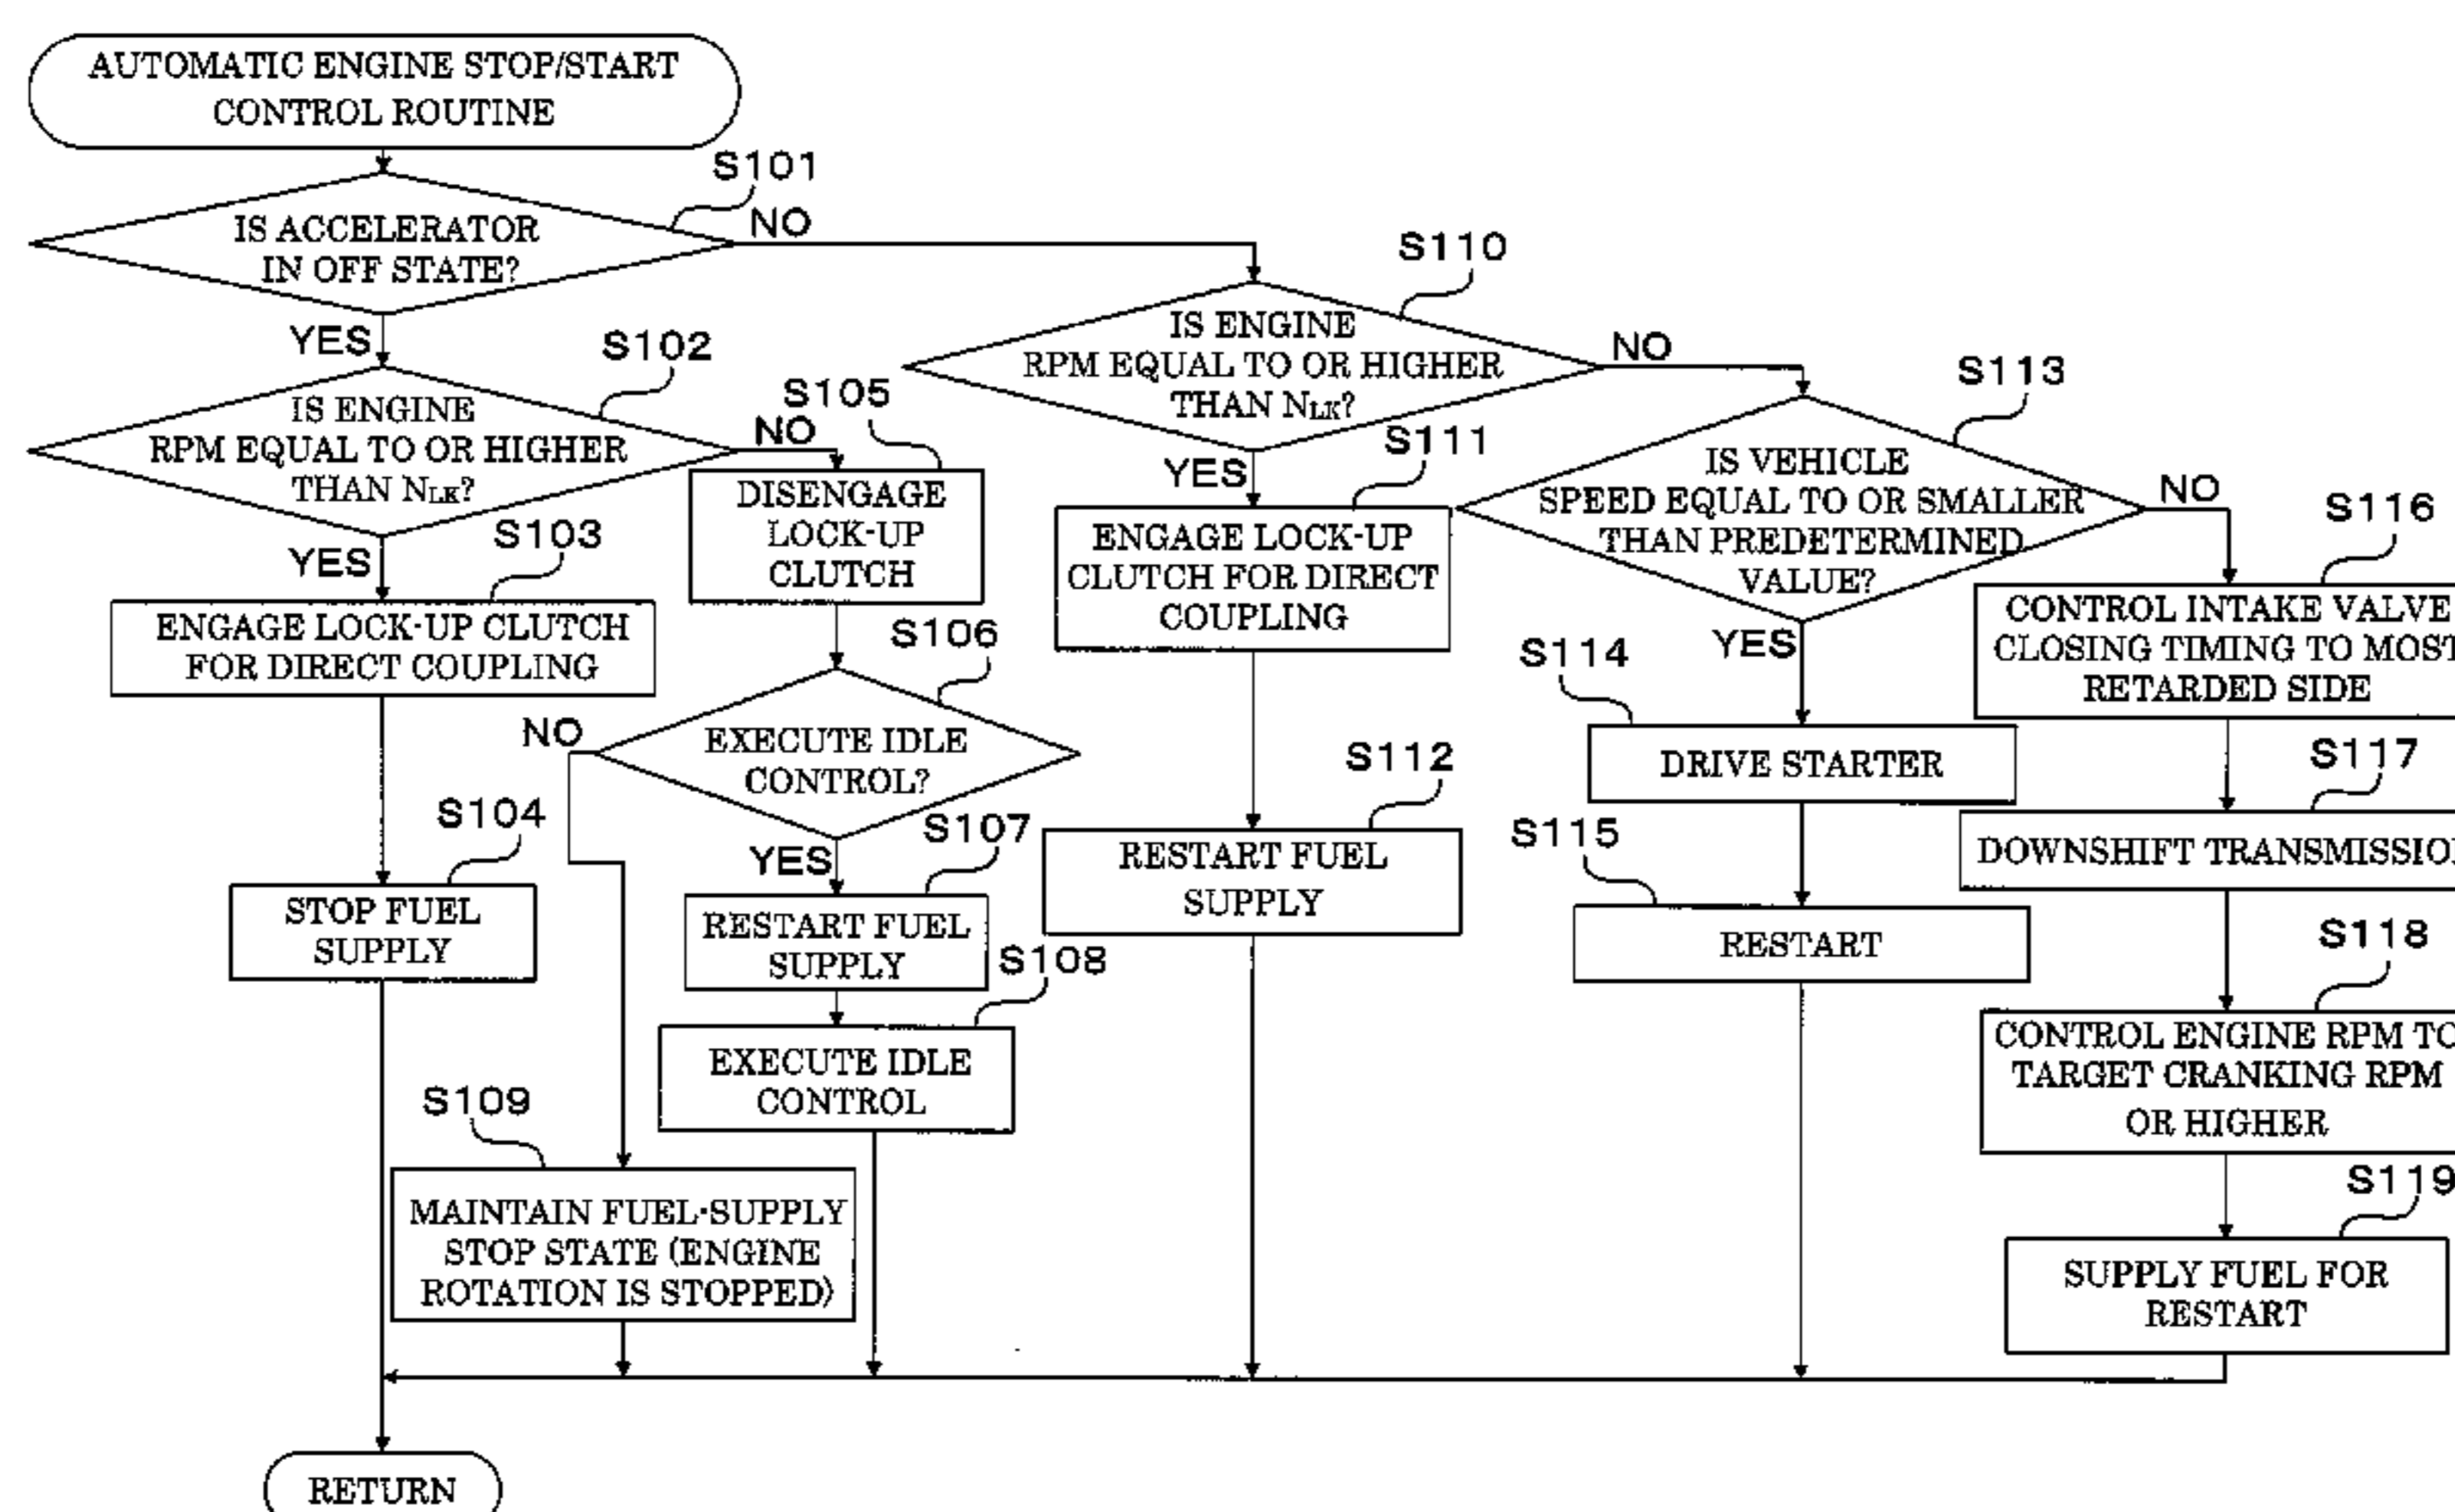 AUTOMATIC ENGINE STOP/START
CONTROL ROUTINE
S101
IS ACCELERATOR
IN OFF STATE?
NO
YES
S102
IS ENGINE
RPM EQUAL TO OR HIGHER
THAN NLK?
NO
YES
S103
ENGAGE LOCK-UP CLUTCH
FOR DIRECT COUPLING
S104
STOP FUEL
SUPPLY
S105
DISENGAGE
LOCK-UP
CLUTCH
S106
EXECUTE IDLE
CONTROL?
NO
YES
S107
RESTART FUEL
SUPPLY
S108
EXECUTE IDLE
CONTROL
S109
MAINTAIN FUEL-SUPPLY
STOP STATE (ENGINE
ROTATION IS STOPPED)
S110
IS ENGINE
RPM EQUAL TO OR HIGHER
THAN NLK?
NO
YES
S111
ENGAGE LOCK-UP
CLUTCH FOR DIRECT
COUPLING
S112
RESTART FUEL
SUPPLY
S113
IS VEHICLE
SPEED EQUAL TO OR SMALLER
THAN PREDETERMINED
VALUE?
NO
YES
S114
DRIVE STARTER
S115
RESTART
S116
CONTROL INTAKE VALVE
CLOSING TIMING TO MOST
RETARDED SIDE
S117
DOWNSHIFT TRANSMISSIO
S118
CONTROL ENGINE RPM TO
TARGET CRANKING RPM
OR HIGHER
S119
SUPPLY FUEL FOR
RESTART
RETURN